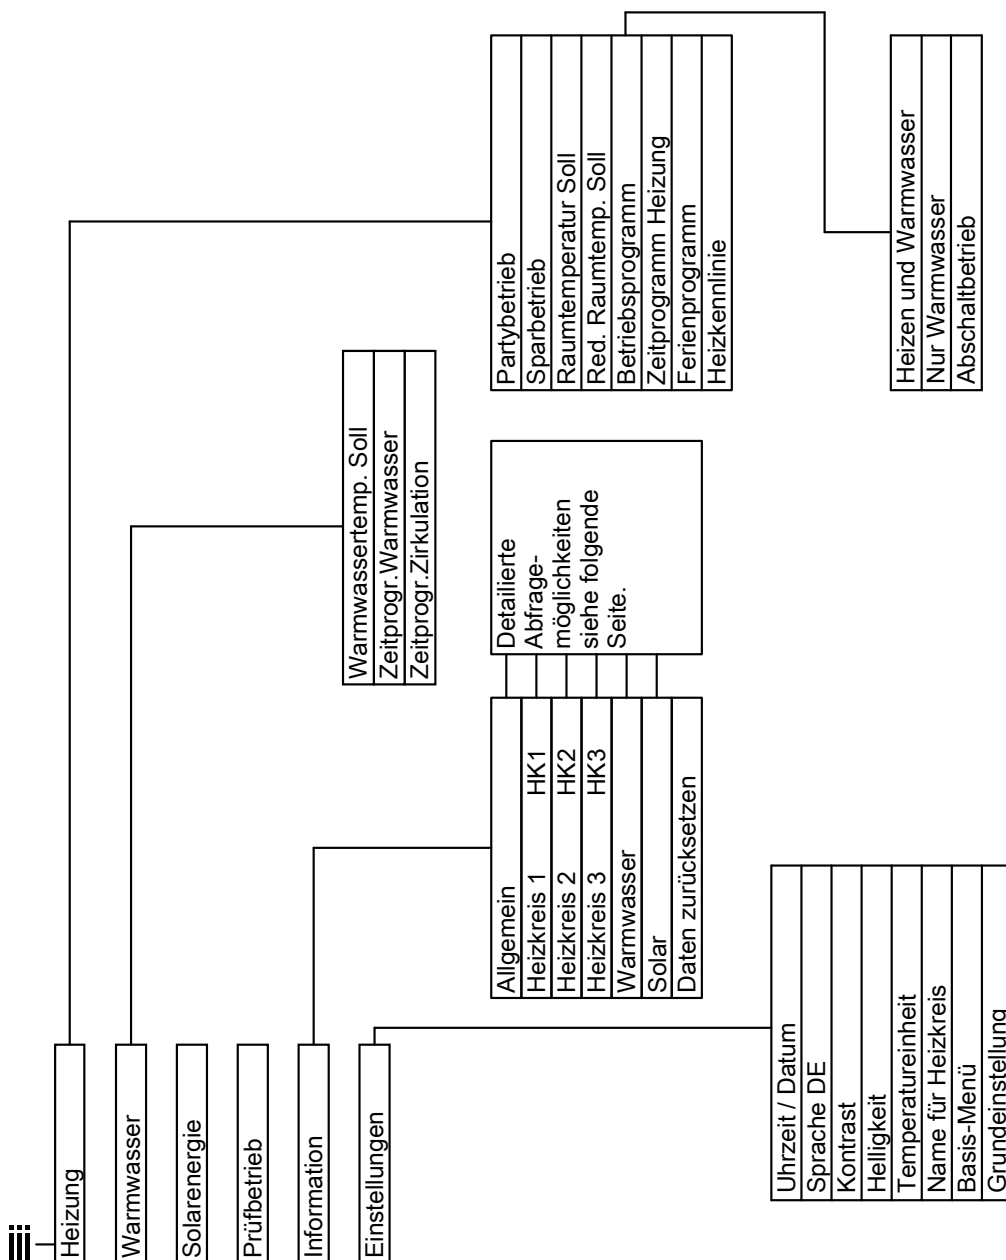 Heizung
Warmwasser
Solarenergie
Prüfbetrieb
Information
Einstellungen
Partybetrieb
Sparbetrieb
Raumtemperatur Soll
Red. Raumtemp. Soll
Betriebsprogramm
Zeitprogramm Heizung
Ferienprogramm
Heizkennlinie
Heizen und Warmwasser
Nur Warmwasser
Abschaltbetrieb
Warmwassertemp. Soll
Zeitprogr.Warmwasser
Zeitprogr.Zirkulation
Allgemein
Heizkreis 1 HK1
Heizkreis 2 HK2
Heizkreis 3 HK3
Warmwasser
Solar
Daten zurücksetzen
Detailierte
Abfrage-
möglichkeiten
siehe folgende
Seite.
Uhrzeit / Datum
Sprache DE
Kontrast
Helligkeit
Temperatureinheit
Name für Heizkreis
Basis-Menü
Grundeinstellung